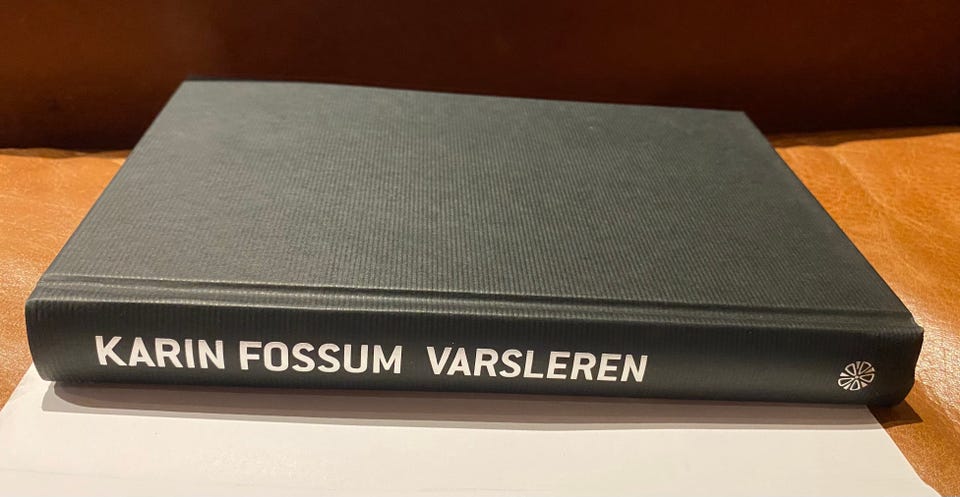 KARIN FOSSUM VARSLEREN